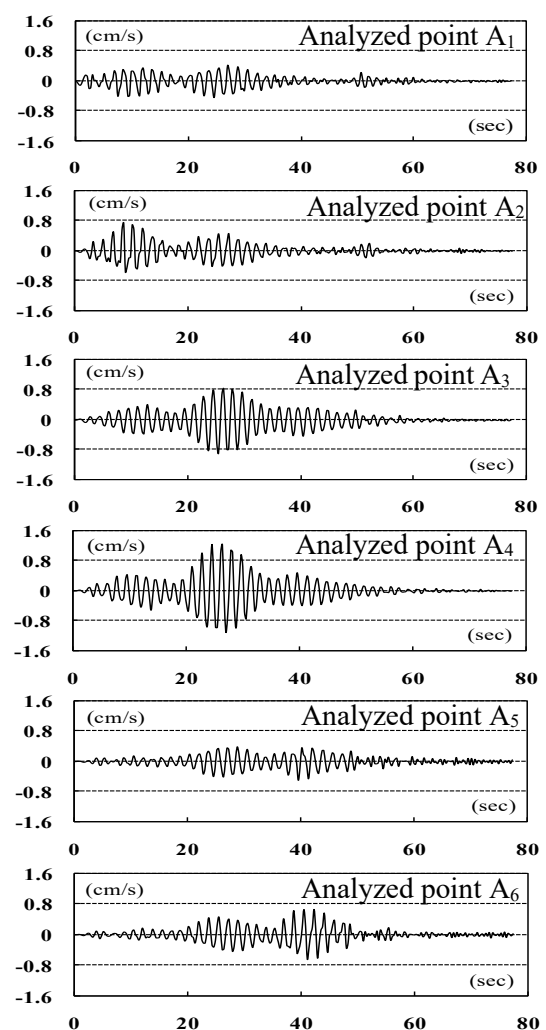 1.6
(cm/s)
Analyzed point A1
0.8
0
-0.8
(sec)
-1.6
0 20 40 60 80
1.6
(cm/s)
Analyzed point A2
0.8
0
-0.8
(sec)
-1.6
0 20 40 60 80
1.6
(cm/s)
Analyzed point A3
0.8
0
-0.8
(sec)
-1.6
0 20 40 60 80
1.6
(cm/s)
Analyzed point A4
0.8
0
-0.8
(sec)
-1.6
0 20 40 60 80
1.6
(cm/s)
Analyzed point A5
0.8
0
-0.8
(sec)
-1.6
0 20 40 60 80
1.6
(cm/s)
Analyzed point A6
0.8
0
-0.8
(sec)
-1.6
0 20 40 60 80